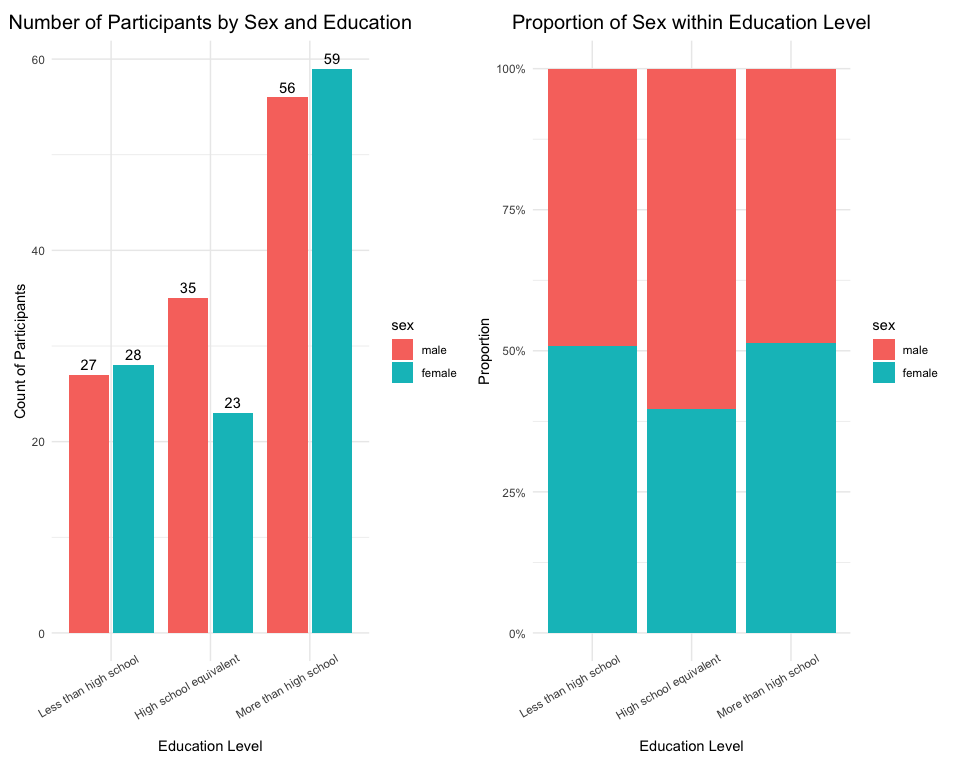 Number of Participants by Sex and Education
60
40
20
0
Count of Participants
27
28
35
23
56
59
Less than high school
High school equivalent
More than high school
Education Level
sex
male
female
Proportion of Sex within Education Level
100%
75%
50%
25%
0%
Proportion
Less than high school
High school equivalent
More than high school
Education Level
sex
male
female